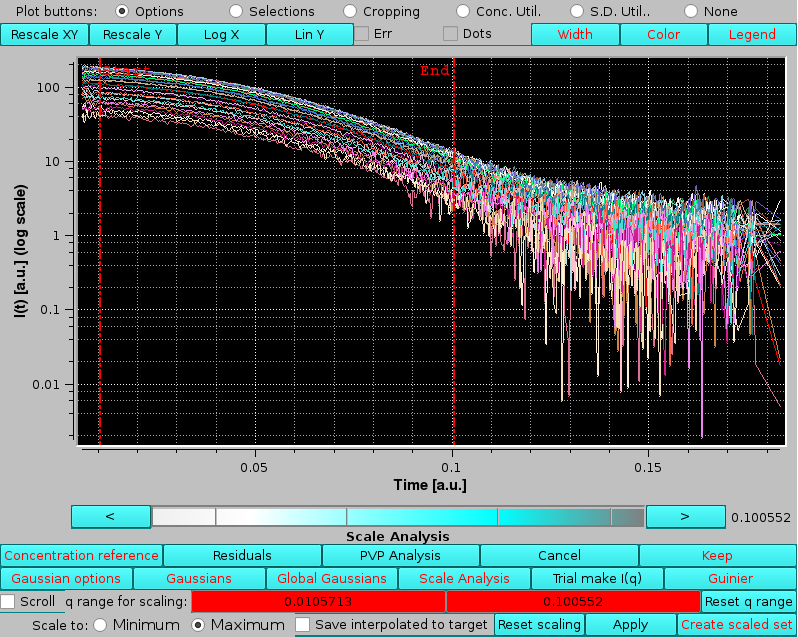 Plot buttons: Options Selections Cropping Conc. Util. S.D. Util.. None
Rescale XY Rescale Y Log X Lin Y Err Dots Width Color Legend
End
100
10
1
0.1
0.01
I(t) [a.u.] (log scale)
0.05 0.1 0.15
Time [a.u.]
< > 0.100552
Scale Analysis
Concentration reference Residuals PVP Analysis Cancel Keep
Gaussian options Gaussians Global Gaussians Scale Analysis Trial make I(q) Guinier
Scroll q range for scaling: 0.0105713 0.100552 Reset q range
Scale to: Minimum Maximum Save interpolated to target Reset scaling Apply Create scaled set